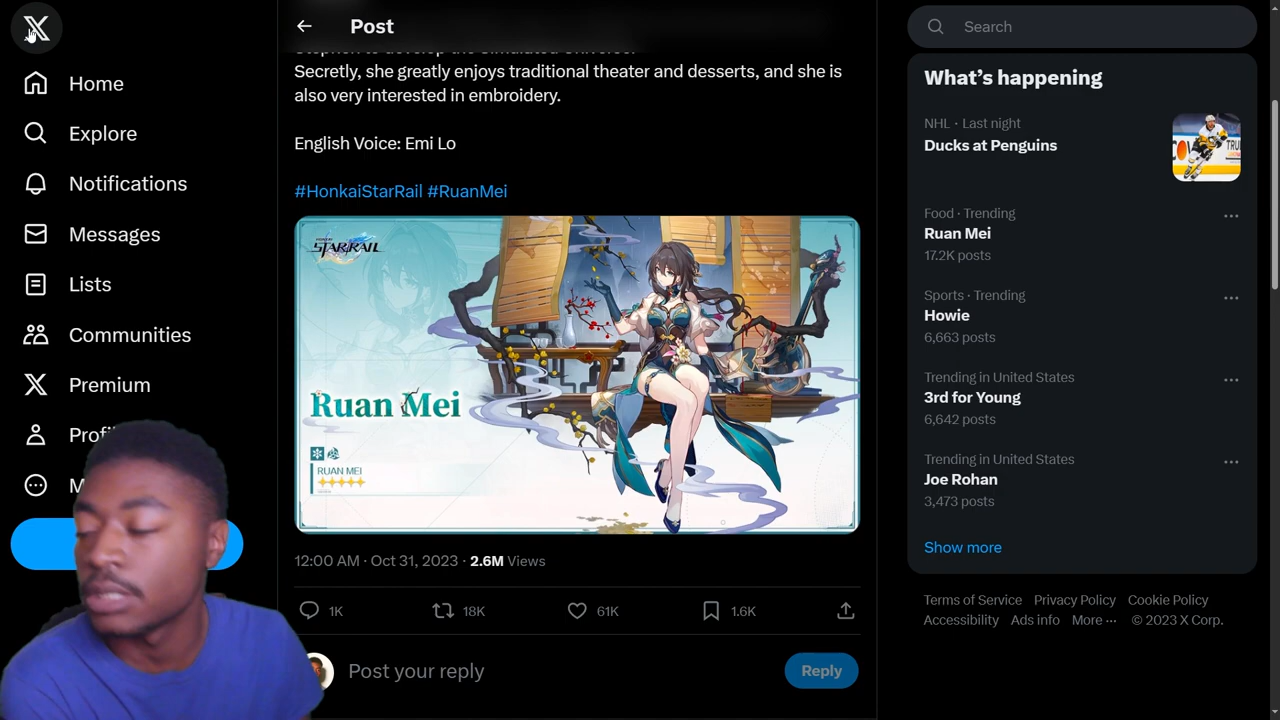 Home
Explore
Notifications
Messages
Lists
Communities
Premium
Post
Secretly, she greatly enjoys traditional theater and desserts, and she is
also very interested in embroidery.
English Voice: Emi Lo
#HonkaiStarRail #RuanMei
STAR RAIL
Ruan Mei
RUAN MEI
12:00 AM · Oct 31, 2023 · 2.6M Views
1K 18K 61K 1.6K
Post your reply
Reply
Search
What’s happening
NHL · Last night
Ducks at Penguins
Food · Trending
Ruan Mei
17.2K posts
Sports · Trending
Howie
6,663 posts
Trending in United States
3rd for Young
6,642 posts
Trending in United States
Joe Rohan
3,473 posts
Show more
Terms of Service Privacy Policy Cookie Policy
Accessibility Ads info More ··· © 2023 X Corp.